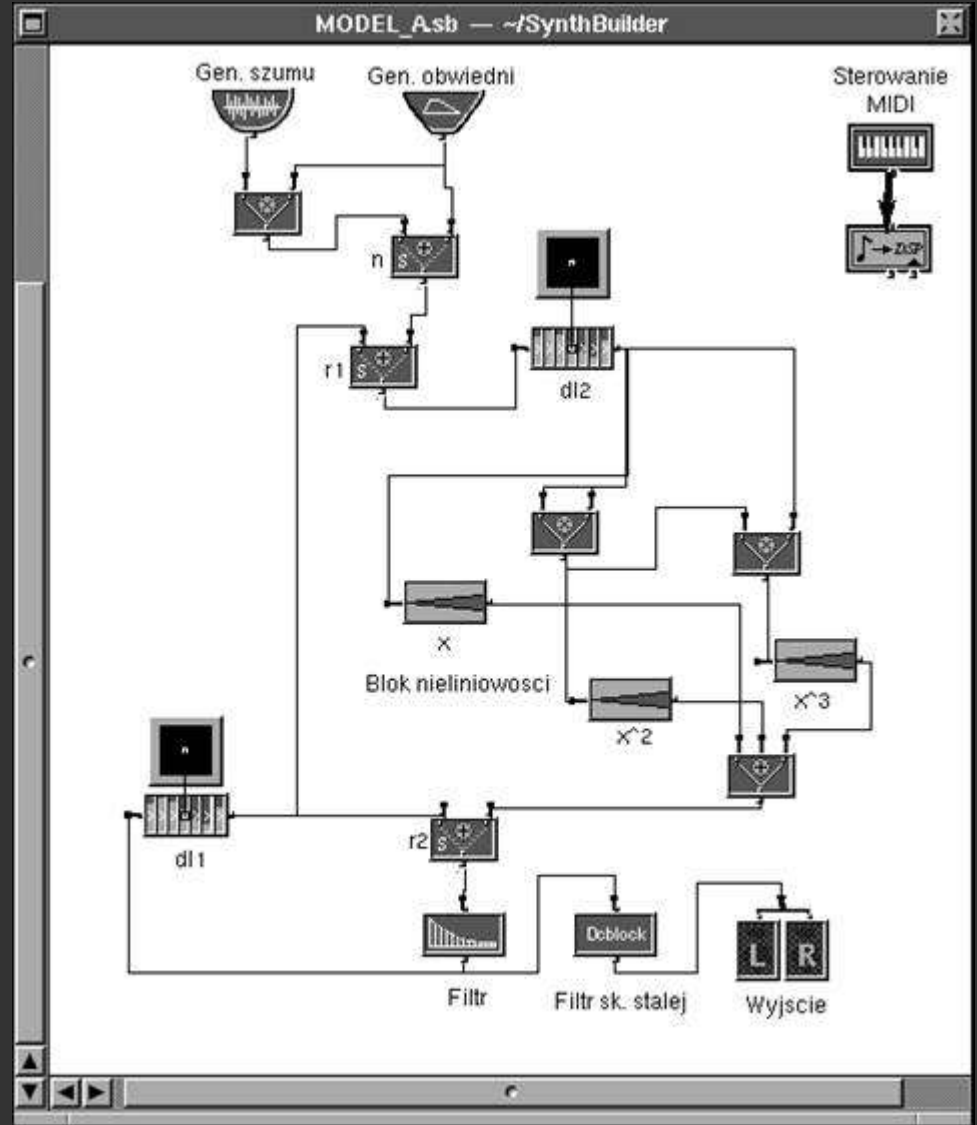 MODEL_A.sb — ~/SynthBuilder
Gen. szumu
Gen. obwiedni
Sterowanie
MIDI
n
S
DSP
n
r1
S
dl2
x
Blok nieliniowosci
x^2
x^3
n
dl1
r2
S
Dcblock
L R
Filtr
Filtr sk. stalej
Wyjscie